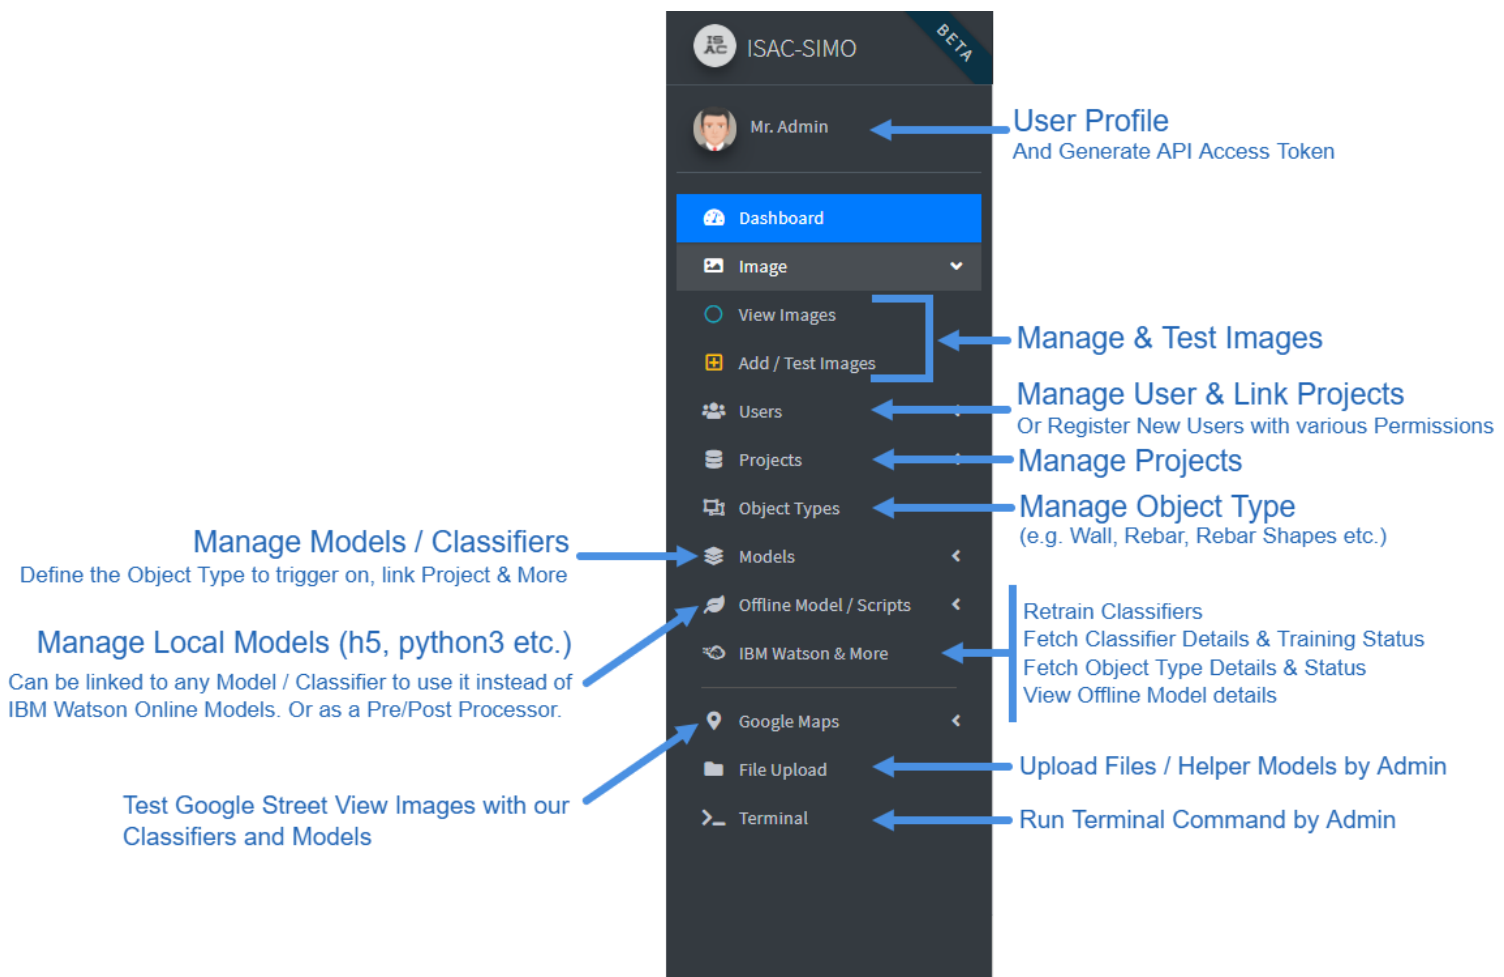 IS
AC
ISAC-SIMO
BETA
Mr. Admin
User Profile
And Generate API Access Token
Dashboard
Image
View Images
Add / Test Images
Manage & Test Images
Users
Manage User & Link Projects
Or Register New Users with various Permissions
Projects
Manage Projects
Object Types
Manage Object Type
(e.g. Wall, Rebar, Rebar Shapes etc.)
Manage Models / Classifiers
Define the Object Type to trigger on, link Project & More
Models
Offline Model / Scripts
Manage Local Models (h5, python3 etc.)
Can be linked to any Model / Classifier to use it instead of
IBM Watson Online Models. Or as a Pre/Post Processor.
IBM Watson & More
Retrain Classifiers
Fetch Classifier Details & Training Status
Fetch Object Type Details & Status
View Offline Model details
Google Maps
Test Google Street View Images with our
Classifiers and Models
File Upload
Upload Files / Helper Models by Admin
Terminal
Run Terminal Command by Admin